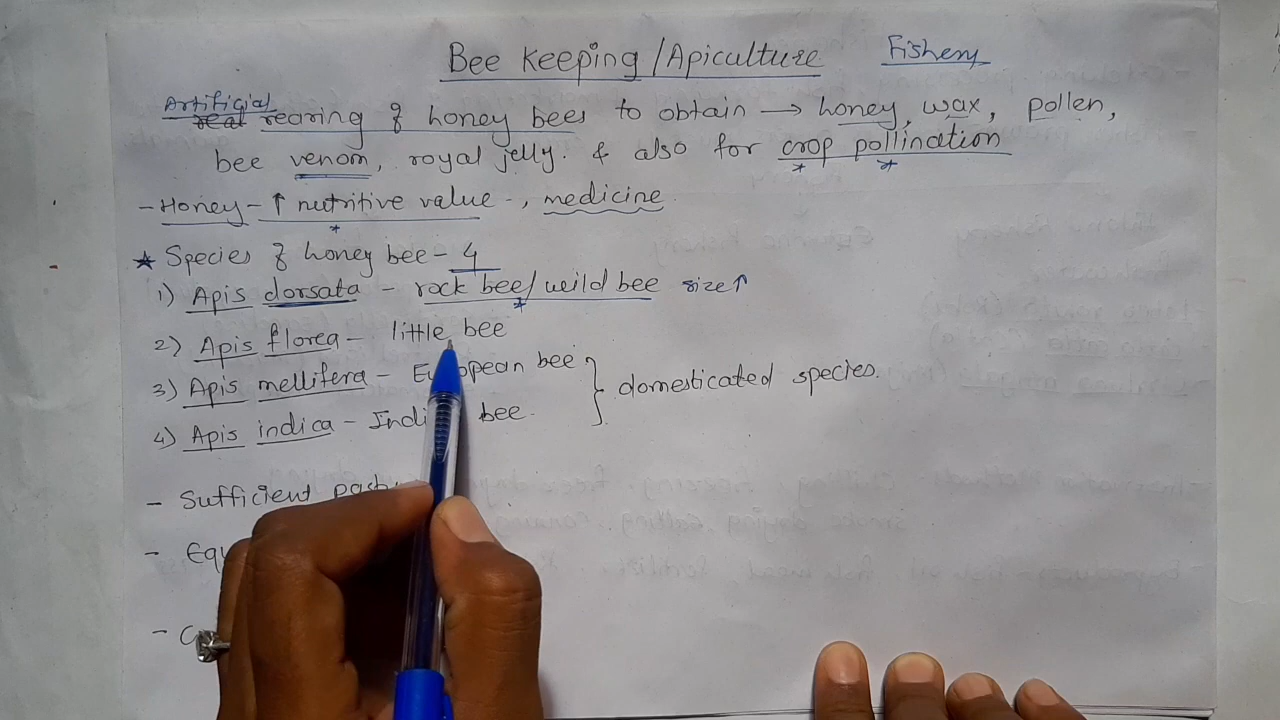 Bee Keeping / Apiculture Fishery
Artificial
real rearing of honey bees to obtain → honey, wax, pollen,
bee venom, royal jelly. & also for crop pollination
- Honey - ↑ nutritive value -, medicine.
★ Species of honey bee - 4
1) Apis dorsata - rock bee/ wild bee size↑
2) Apis florea - little bee
3) Apis mellifera - European bee
} domesticated species.
4) Apis indica - Indi bee.
- Sufficient